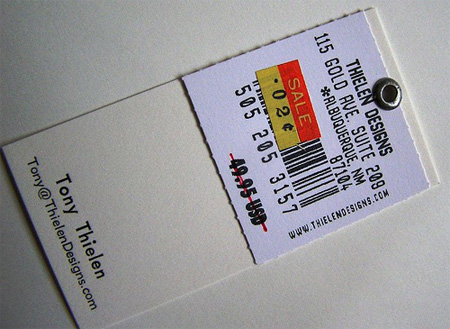 THIELEN DESIGNS
115 GOLD AVE. SUITE 209
*ALBUQUERQUE, NM
87104
SALE
.02¢
505 205 3157
49.95 USD
WWW.THIELENDESIGNS.COM
Tony Thielen
Tony@ThielenDesigns.com